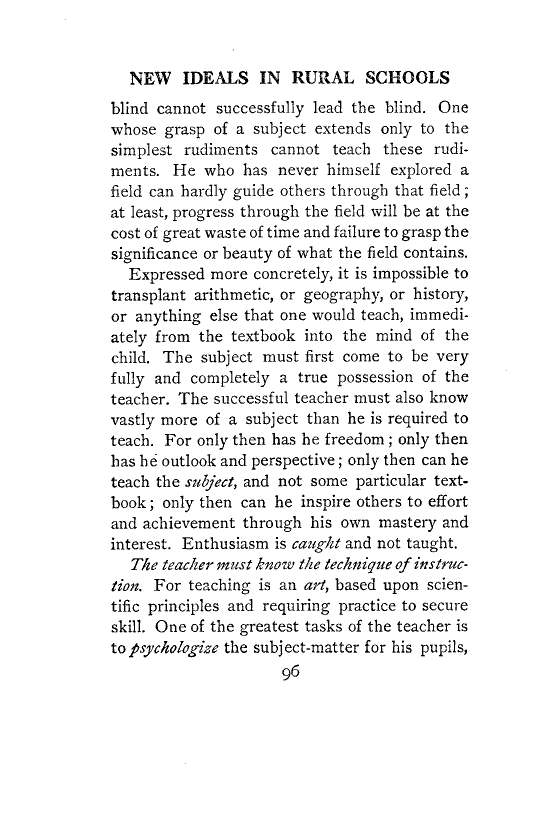 NEW IDEALS IN RURAL SCHOOLS
blind cannot successfully lead the blind. One
whose grasp of a subject extends only to the
simplest rudiments cannot teach these rudi-
ments. He who has never himself explored a
field can hardly guide others through that field;
at least, progress through the field will be at the
cost of great waste of time and failure to grasp the
significance or beauty of what the field contains.
Expressed more concretely, it is impossible to
transplant arithmetic, or geography, or history,
or anything else that one would teach, immedi-
ately from the textbook into the mind of the
child. The subject must first come to be very
fully and completely a true possession of the
teacher. The successful teacher must also know
vastly more of a subject than he is required to
teach. For only then has he freedom; only then
has he outlook and perspective; only then can he
teach the subject, and not some particular text-
book; only then can he inspire others to effort
and achievement through his own mastery and
interest. Enthusiasm is caught and not taught.
The teacher must know the technique of instruc-
tion. For teaching is an art, based upon scien-
tific principles and requiring practice to secure
skill. One of the greatest tasks of the teacher is
to psychologize the subject-matter for his pupils,
96